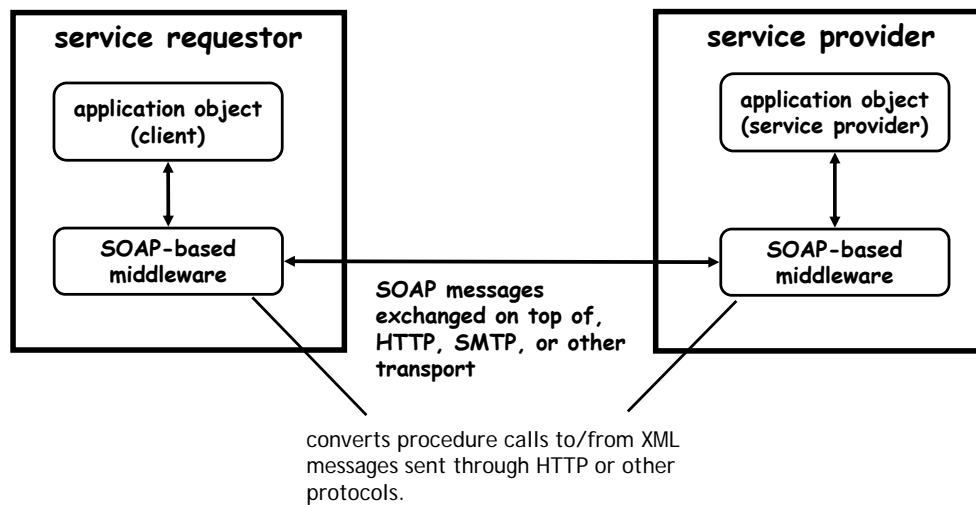 service requestor
application object
(client)
SOAP-based
middleware
service provider
application object
(service provider)
SOAP-based
middleware
SOAP messages
exchanged on top of,
HTTP, SMTP, or other
transport
converts procedure calls to/from XML
messages sent through HTTP or other
protocols.